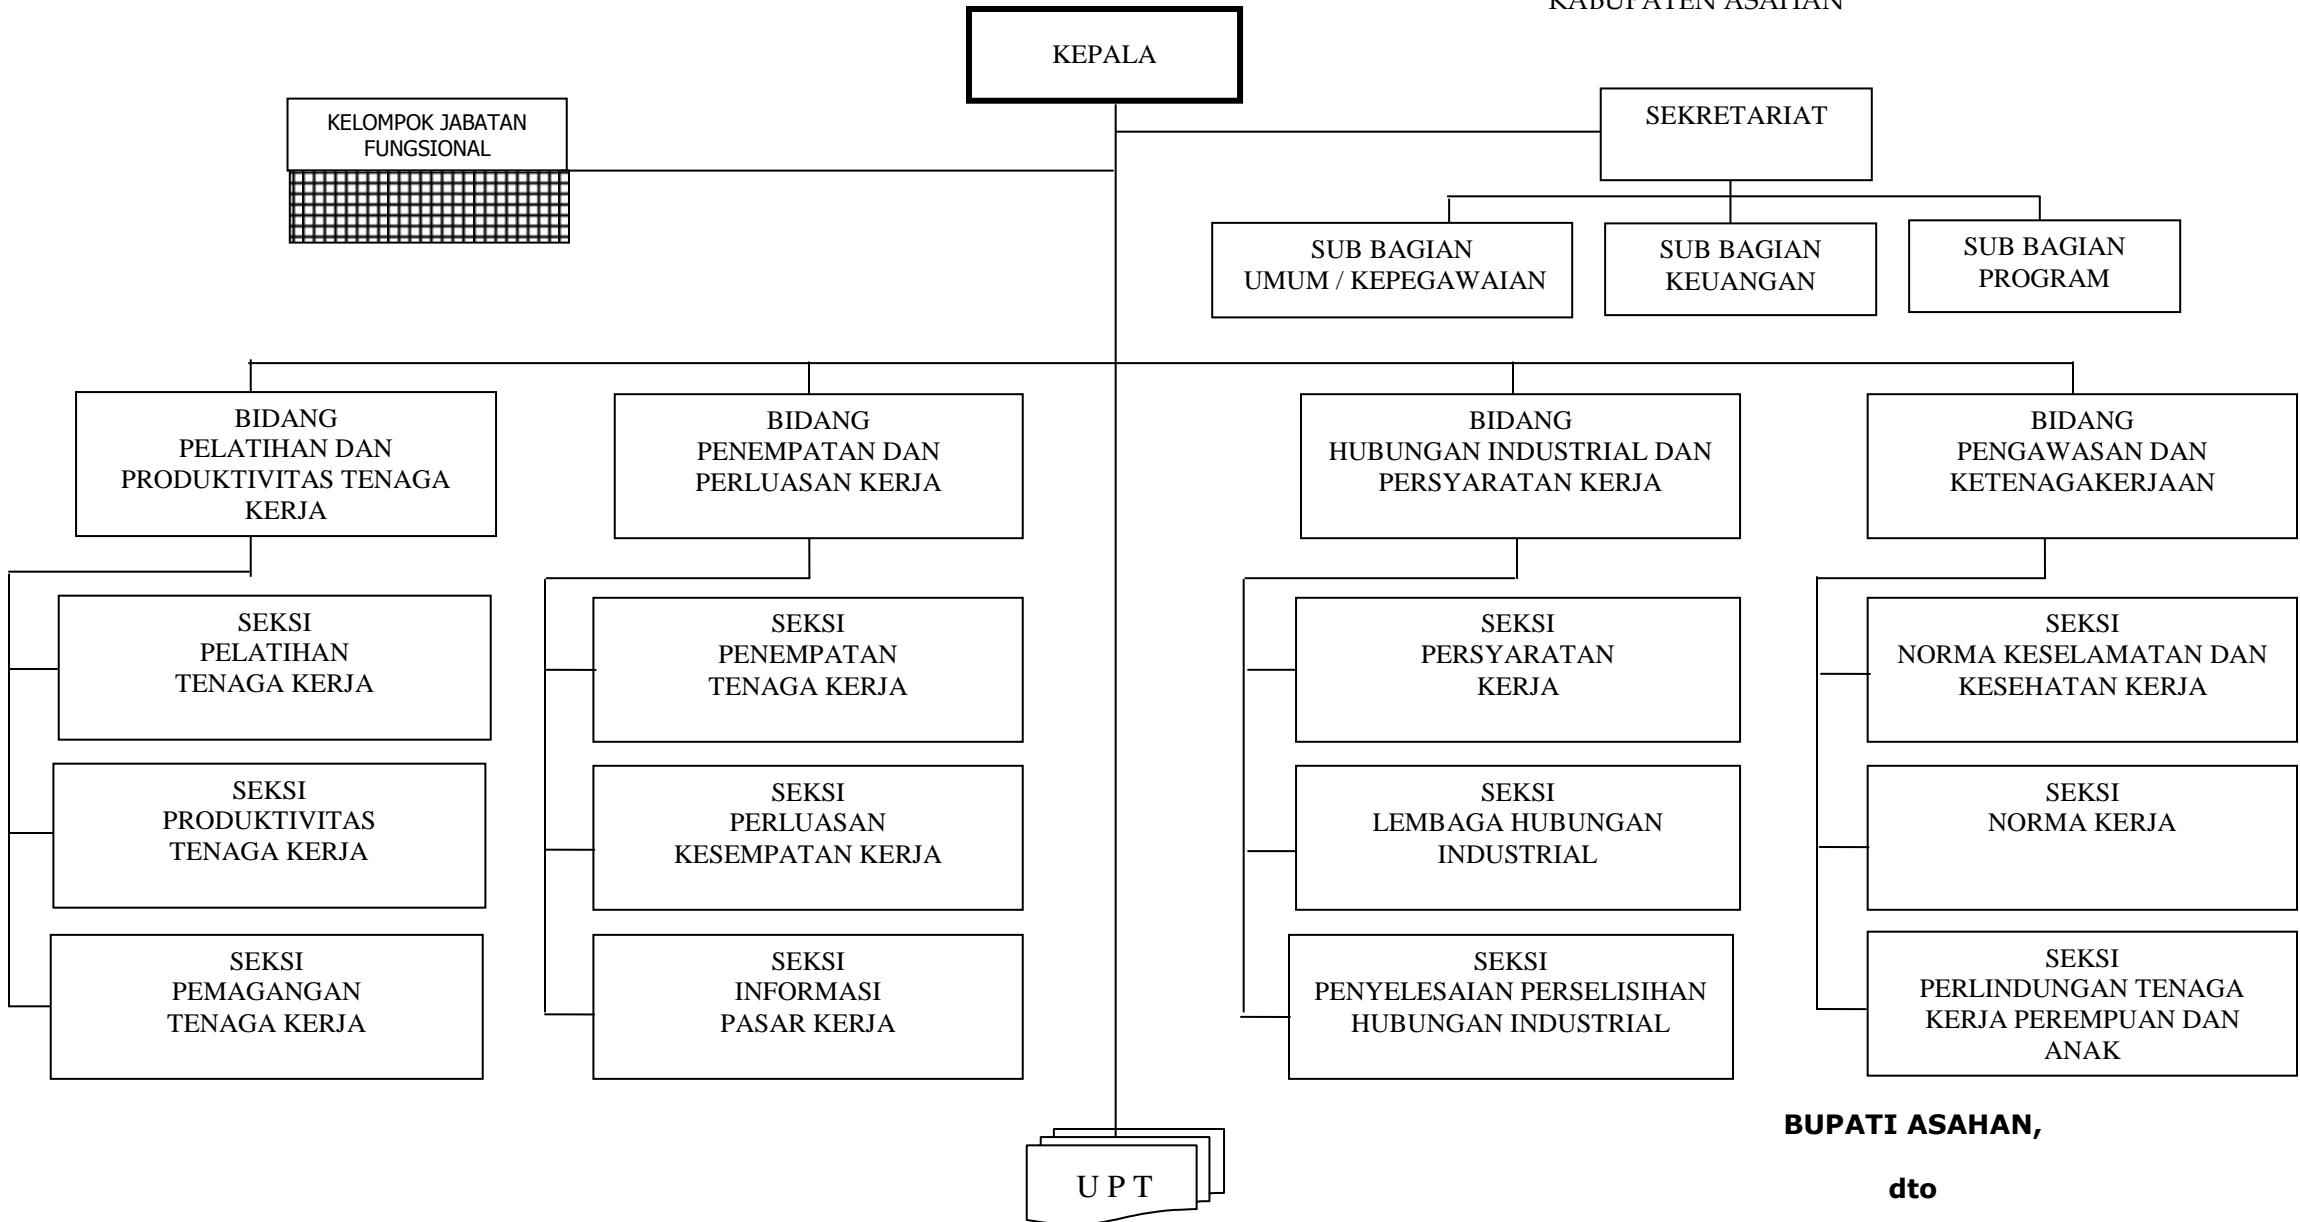 KABUPATEN ASAHAN
KEPALA
KELOMPOK JABATAN
FUNGSIONAL
SEKRETARIAT
SUB BAGIAN
UMUM / KEPEGAWAIAN
SUB BAGIAN
KEUANGAN
SUB BAGIAN
PROGRAM
BIDANG
PELATIHAN DAN
PRODUKTIVITAS TENAGA
KERJA
BIDANG
PENEMPATAN DAN
PERLUASAN KERJA
BIDANG
HUBUNGAN INDUSTRIAL DAN
PERSYARATAN KERJA
BIDANG
PENGAWASAN DAN
KETENAGAKERJAAN
SEKSI
PELATIHAN
TENAGA KERJA
SEKSI
PENEMPATAN
TENAGA KERJA
SEKSI
PERSYARATAN
KERJA
SEKSI
NORMA KESELAMATAN DAN
KESEHATAN KERJA
SEKSI
PRODUKTIVITAS
TENAGA KERJA
SEKSI
PERLUASAN
KESEMPATAN KERJA
SEKSI
LEMBAGA HUBUNGAN
INDUSTRIAL
SEKSI
NORMA KERJA
SEKSI
PEMAGANGAN
TENAGA KERJA
SEKSI
INFORMASI
PASAR KERJA
SEKSI
PENYELESAIAN PERSELISIHAN
HUBUNGAN INDUSTRIAL
SEKSI
PERLINDUNGAN TENAGA
KERJA PEREMPUAN DAN
ANAK
BUPATI ASAHAN,
U P T
dto